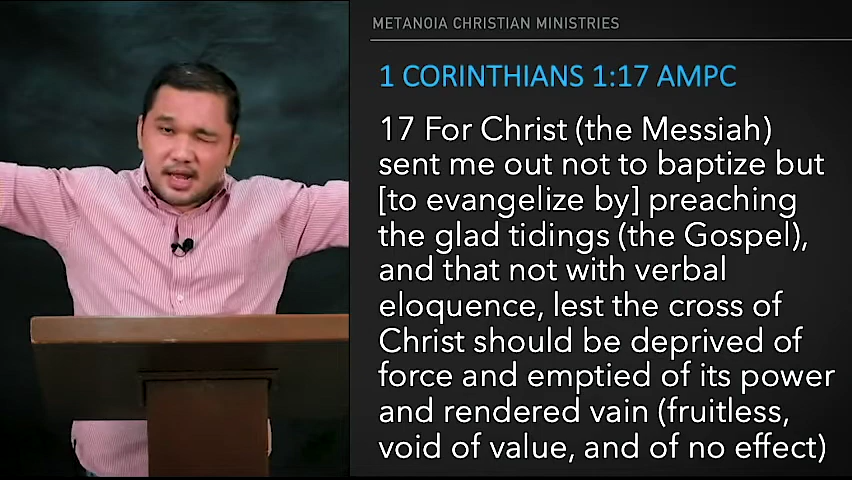 METANOIA CHRISTIAN MINISTRIES
1 CORINTHIANS 1:17 AMPC
17 For Christ (the Messiah)
sent me out not to baptize but
[to evangelize by] preaching
the glad tidings (the Gospel),
and that not with verbal
eloquence, lest the cross of
Christ should be deprived of
force and emptied of its power
and rendered vain (fruitless,
void of value, and of no effect)